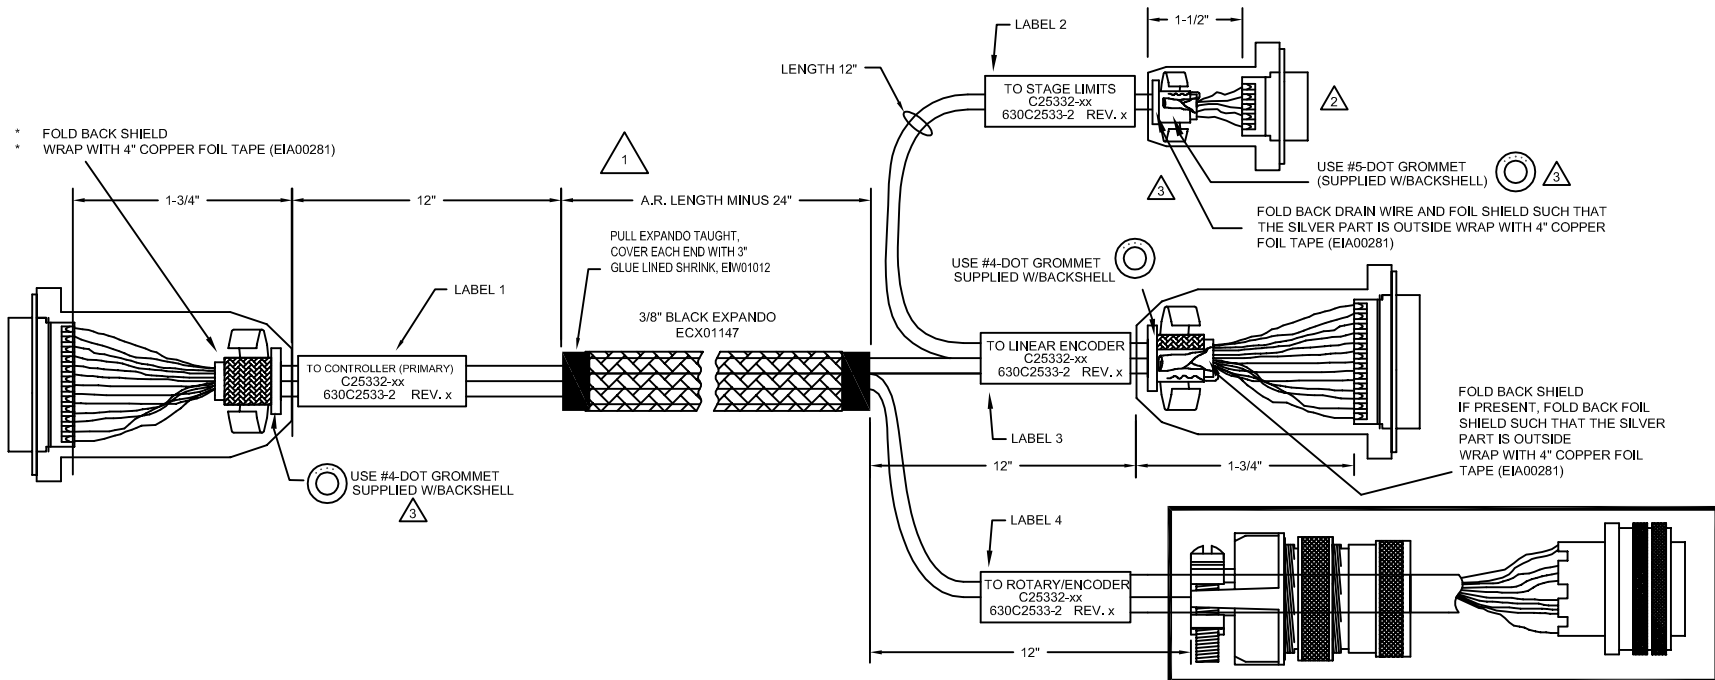 * FOLD BACK SHIELD
* WRAP WITH 4" COPPER FOIL TAPE (EIA00281)
1-3/4"
12"
1
A.R. LENGTH MINUS 24"
PULL EXPANDO TAUGHT,
COVER EACH END WITH 3"
GLUE LINED SHRINK, EIW01012
3/8" BLACK EXPANDO
ECX01147
LABEL 1
TO CONTROLLER (PRIMARY)
C25332-xx
630C2533-2 REV. x
USE #4-DOT GROMMET
SUPPLIED W/BACKSHELL
3
LENGTH 12"
LABEL 2
TO STAGE LIMITS
C25332-xx
630C2533-2 REV. x
1-1/2"
2
USE #5-DOT GROMMET
(SUPPLIED W/BACKSHELL)
3
3
FOLD BACK DRAIN WIRE AND FOIL SHIELD SUCH THAT
THE SILVER PART IS OUTSIDE WRAP WITH 4" COPPER
FOIL TAPE (EIA00281)
USE #4-DOT GROMMET
SUPPLIED W/BACKSHELL
TO LINEAR ENCODER
C25332-xx
630C2533-2 REV. x
LABEL 3
12"
1-3/4"
FOLD BACK SHIELD
IF PRESENT, FOLD BACK FOIL
SHIELD SUCH THAT THE SILVER
PART IS OUTSIDE
WRAP WITH 4" COPPER FOIL
TAPE (EIA00281)
LABEL 4
TO ROTARY/ENCODER
C25332-xx
630C2533-2 REV. x
12"